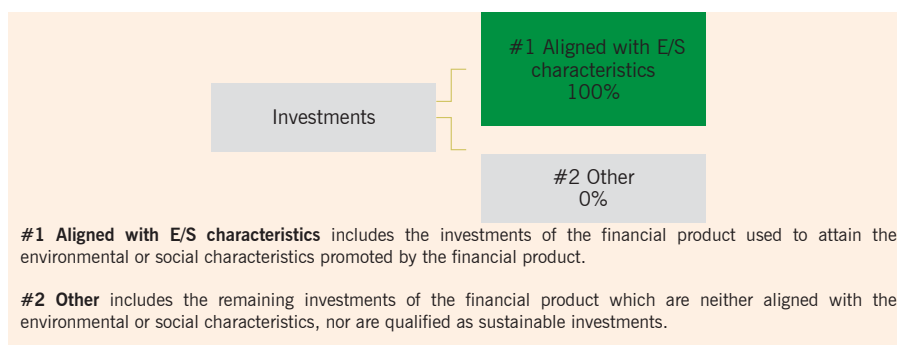 #1 Aligned with E/S
characteristics
100%
Investments
#2 Other
0%
#1 Aligned with E/S characteristics includes the investments of the financial product used to attain the
environmental or social characteristics promoted by the financial product.
#2 Other includes the remaining investments of the financial product which are neither aligned with the
environmental or social characteristics, nor are qualified as sustainable investments.